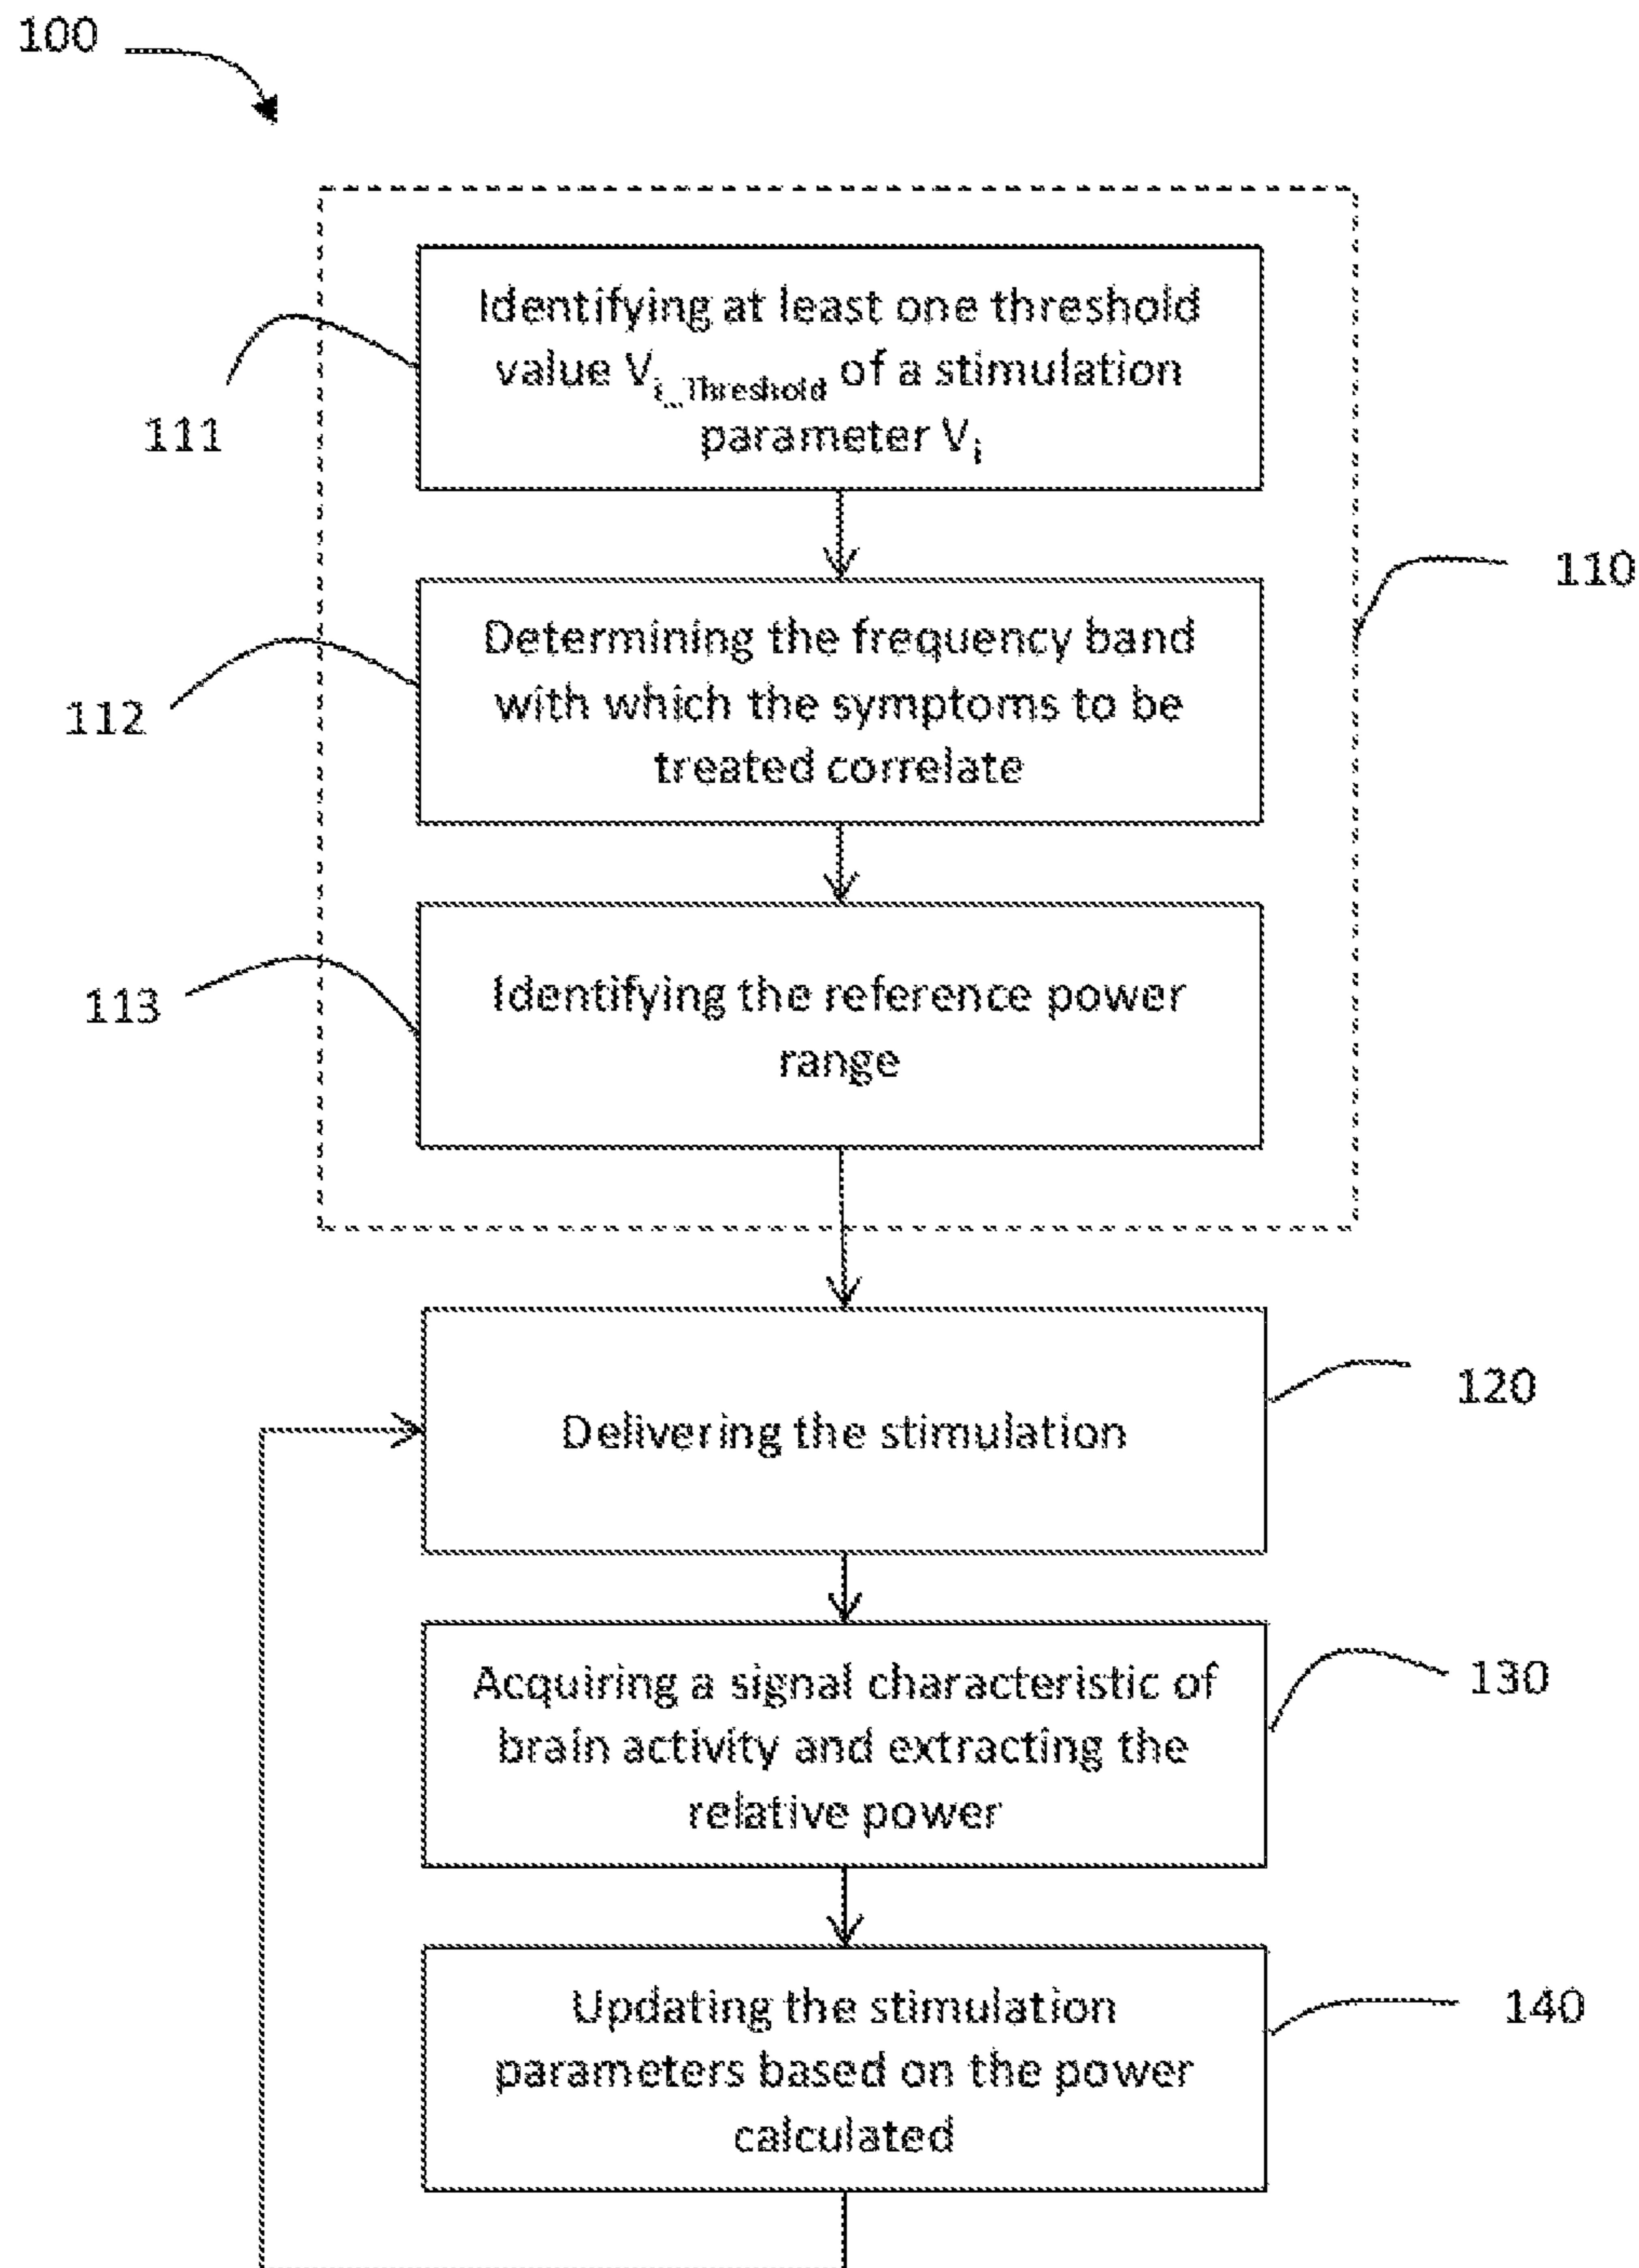 100
Identifying at least one threshold
value Vi_Threshold of a stimulation
parameter Vi
111
110
Determining the frequency band
with which the symptoms to be
treated correlate
112
Identifying the reference power
range
113
120
Delivering the stimulation
Acquiring a signal characteristic of
brain activity and extracting the
relative power
130
Updating the stimulation
parameters based on the power
calculated
140